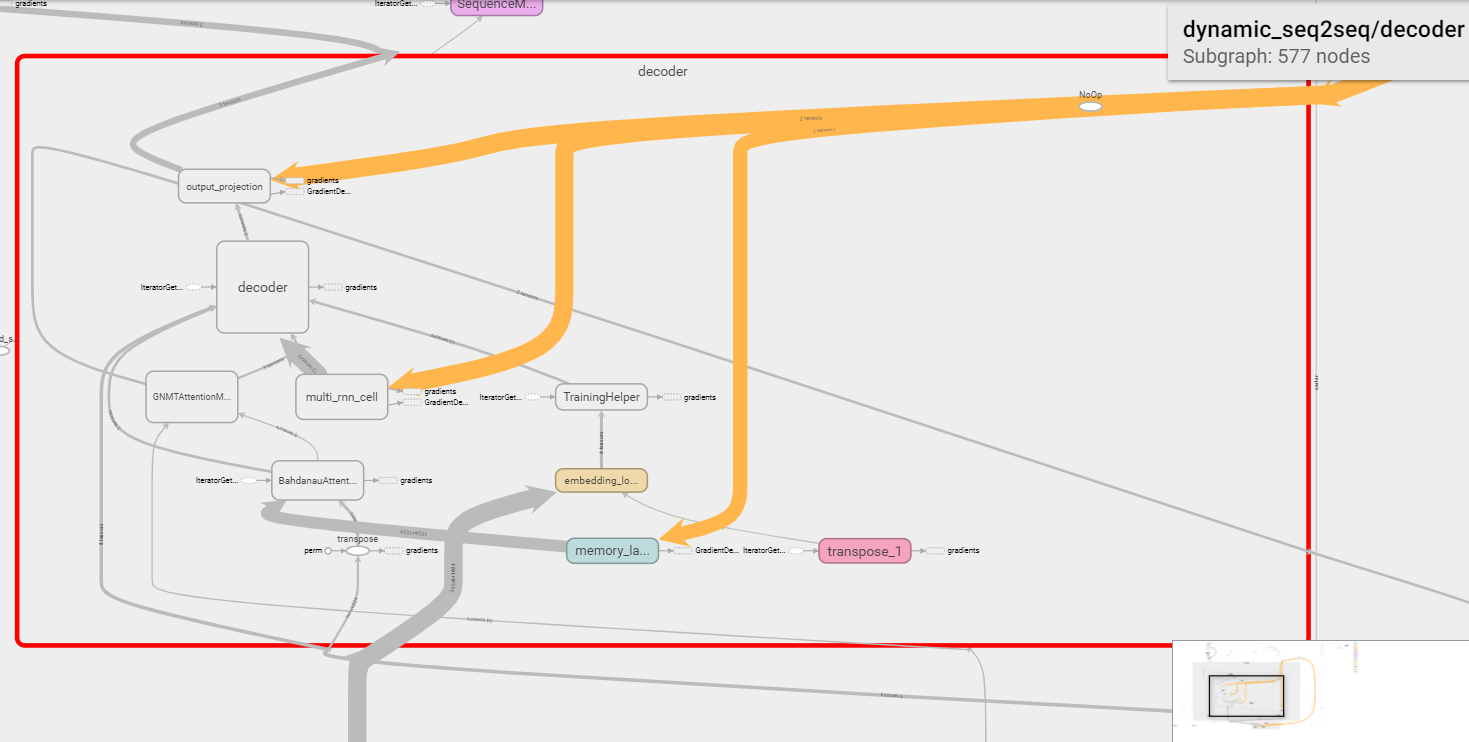 gradients
IteratorGet...
SequenceM...
dynamic_seq2seq/decoder
Subgraph: 577 nodes
decoder
NoOp
output_projection
gradients
GradientDe...
IteratorGet...
decoder
gradients
d_s
GNMTAttentionM...
multi_rnn_cell
gradients
GradientDe...
IteratorGet...
TrainingHelper
gradients
IteratorGet...
BahdanauAttent...
gradients
embedding_lo...
perm
transpose
gradients
memory_la...
GradientDe...
IteratorGet...
transpose_1
gradients